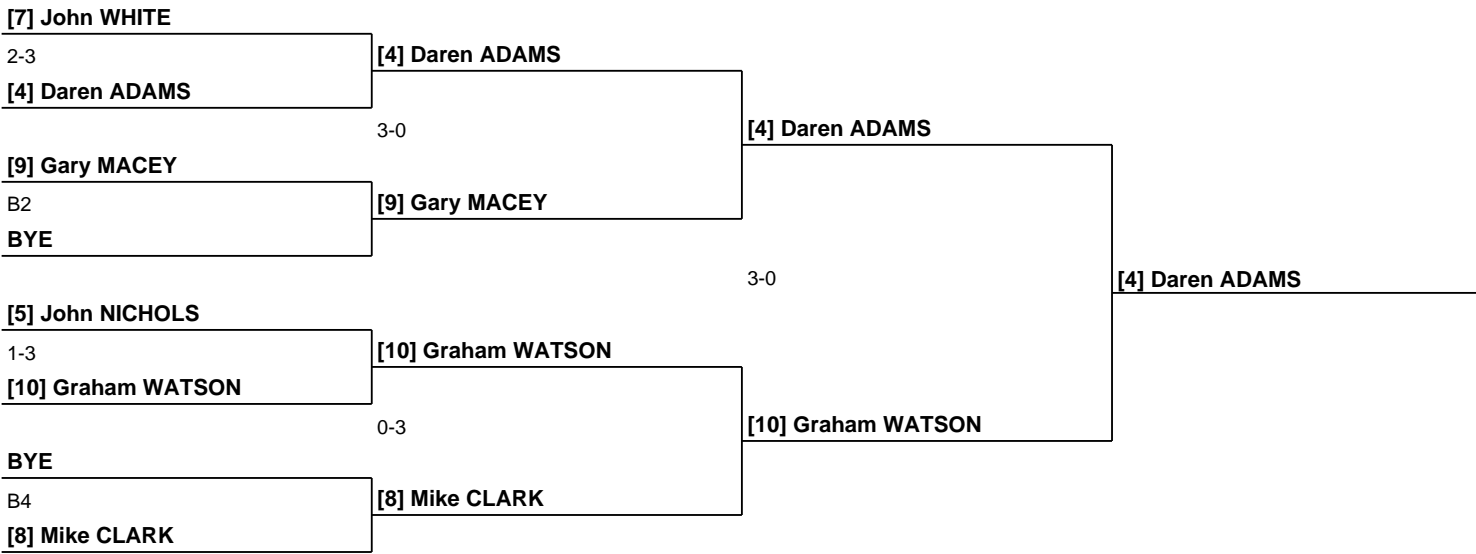 [7] John WHITE
2-3
[4] Daren ADAMS
[4] Daren ADAMS
3-0
[4] Daren ADAMS
[9] Gary MACEY
B2
[9] Gary MACEY
BYE
3-0
[4] Daren ADAMS
[5] John NICHOLS
1-3
[10] Graham WATSON
[10] Graham WATSON
0-3
[10] Graham WATSON
BYE
B4
[8] Mike CLARK
[8] Mike CLARK